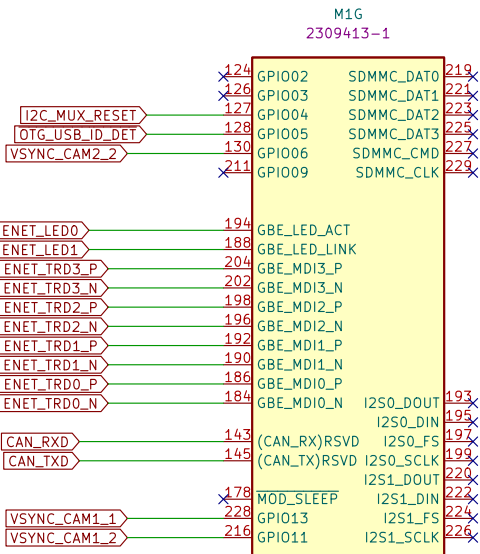 M1G
2309413-1
124 GPIO02 SDMMC_DAT0 219
126 GPIO03 SDMMC_DAT1 221
I2C_MUX_RESET 127 GPIO04 SDMMC_DAT2 223
OTG_USB_ID_DET 128 GPIO05 SDMMC_DAT3 225
VSYNC_CAM2_2 130 GPIO06 SDMMC_CMD 227
211 GPIO09 SDMMC_CLK 229
ENET_LED0 194 GBE_LED_ACT
ENET_LED1 188 GBE_LED_LINK
ENET_TRD3_P 204 GBE_MDI3_P
ENET_TRD3_N 202 GBE_MDI3_N
ENET_TRD2_P 198 GBE_MDI2_P
ENET_TRD2_N 196 GBE_MDI2_N
ENET_TRD1_P 192 GBE_MDI1_P
ENET_TRD1_N 190 GBE_MDI1_N
ENET_TRD0_P 186 GBE_MDI0_P
ENET_TRD0_N 184 GBE_MDI0_N I2S0_DOUT 193
I2S0_DIN 195
CAN_RXD 143 (CAN_RX)RSVD I2S0_FS 197
CAN_TXD 145 (CAN_TX)RSVD I2S0_SCLK 199
I2S1_DOUT 220
178 MOD_SLEEP I2S1_DIN 222
VSYNC_CAM1_1 228 GPIO13 I2S1_FS 224
VSYNC_CAM1_2 216 GPIO11 I2S1_SCLK 226